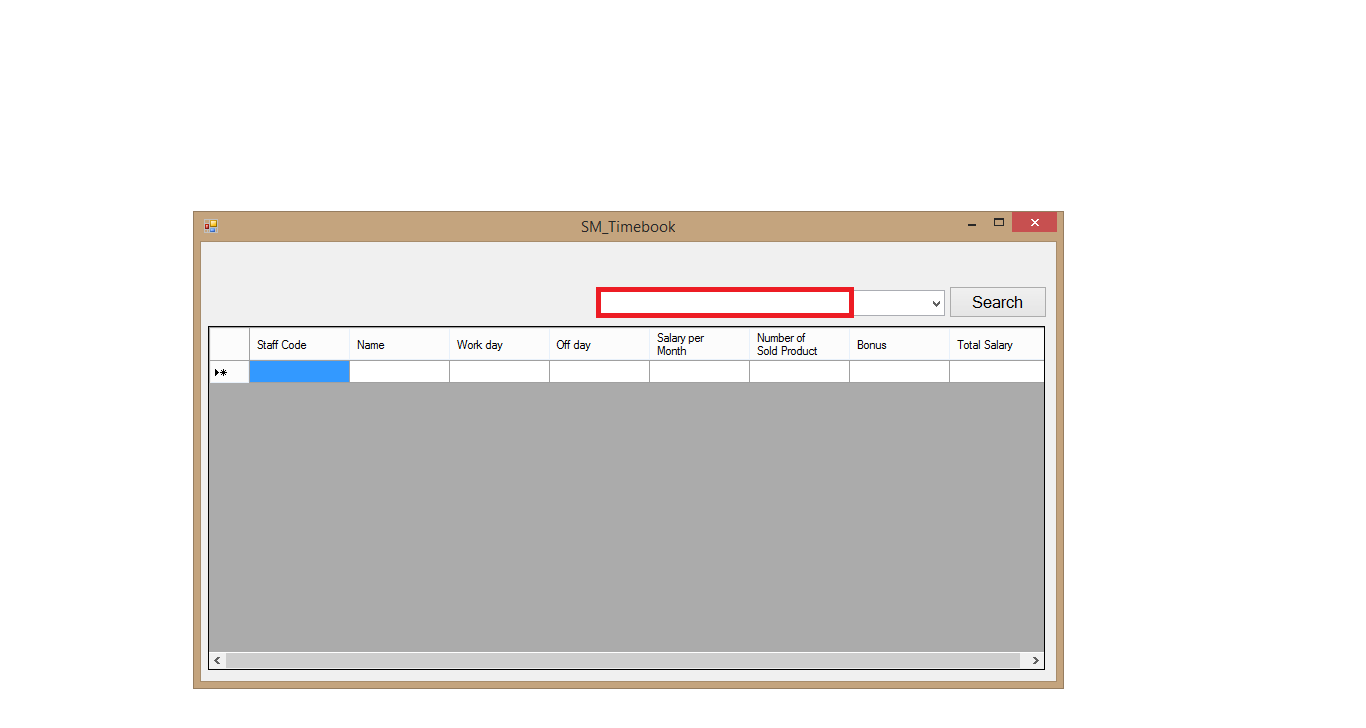 SM_Timebook
Search
Staff Code
Name
Work day
Off day
Salary per
Month
Number of
Sold Product
Bonus
Total Salary